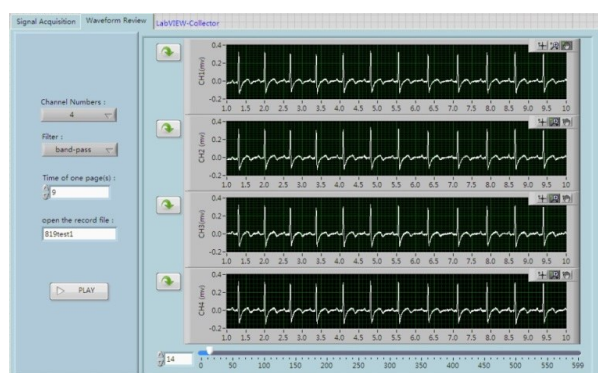 Signal Acquisition Waveform Review LabVIEW-Collector
Channel Numbers :
4
Filter :
band-pass
Time of one page(s) :
9
open the record file :
819test1
PLAY
CH1(mv)
0.4
0.2
0.0
-0.2
1.0 1.5 2.0 2.5 3.0 3.5 4.0 4.5 5.0 5.5 6.0 6.5 7.0 7.5 8.0 8.5 9.0 9.5 10
CH2 (mv)
0.4
0.2
0.0
-0.2
1.0 1.5 2.0 2.5 3.0 3.5 4.0 4.5 5.0 5.5 6.0 6.5 7.0 7.5 8.0 8.5 9.0 9.5 10
CH3(mv)
0.4
0.2
0.0
-0.2
1.0 1.5 2.0 2.5 3.0 3.5 4.0 4.5 5.0 5.5 6.0 6.5 7.0 7.5 8.0 8.5 9.0 9.5 10
CH4 (mv)
0.4
0.2
0.0
-0.2
1.0 1.5 2.0 2.5 3.0 3.5 4.0 4.5 5.0 5.5 6.0 6.5 7.0 7.5 8.0 8.5 9.0 9.5 10
14
0 50 100 150 200 250 300 350 400 450 500 550 599